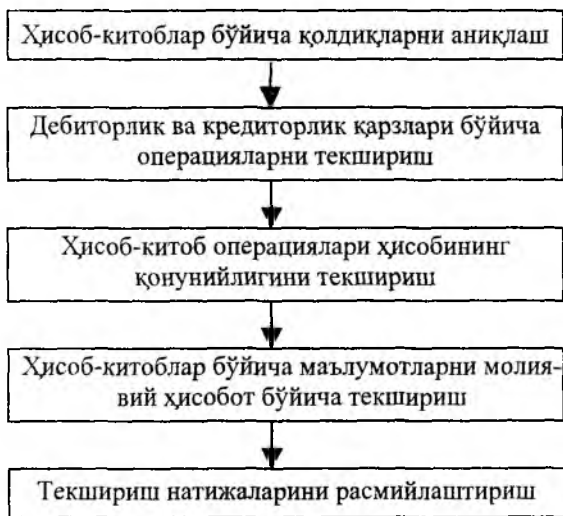 Ҳисоб-китоблар бўйича қолдиқларни аниқлаш
Дебиторлик ва кредиторлик қарзлари бўйича
операцияларни текшириш
Ҳисоб-китоб операциялари ҳисобининг
қонунийлигини текшириш
Ҳисоб-китоблар бўйича маълумотларни молия-
вий ҳисобот бўйича текшириш
Текшириш натижаларини расмийлаштириш